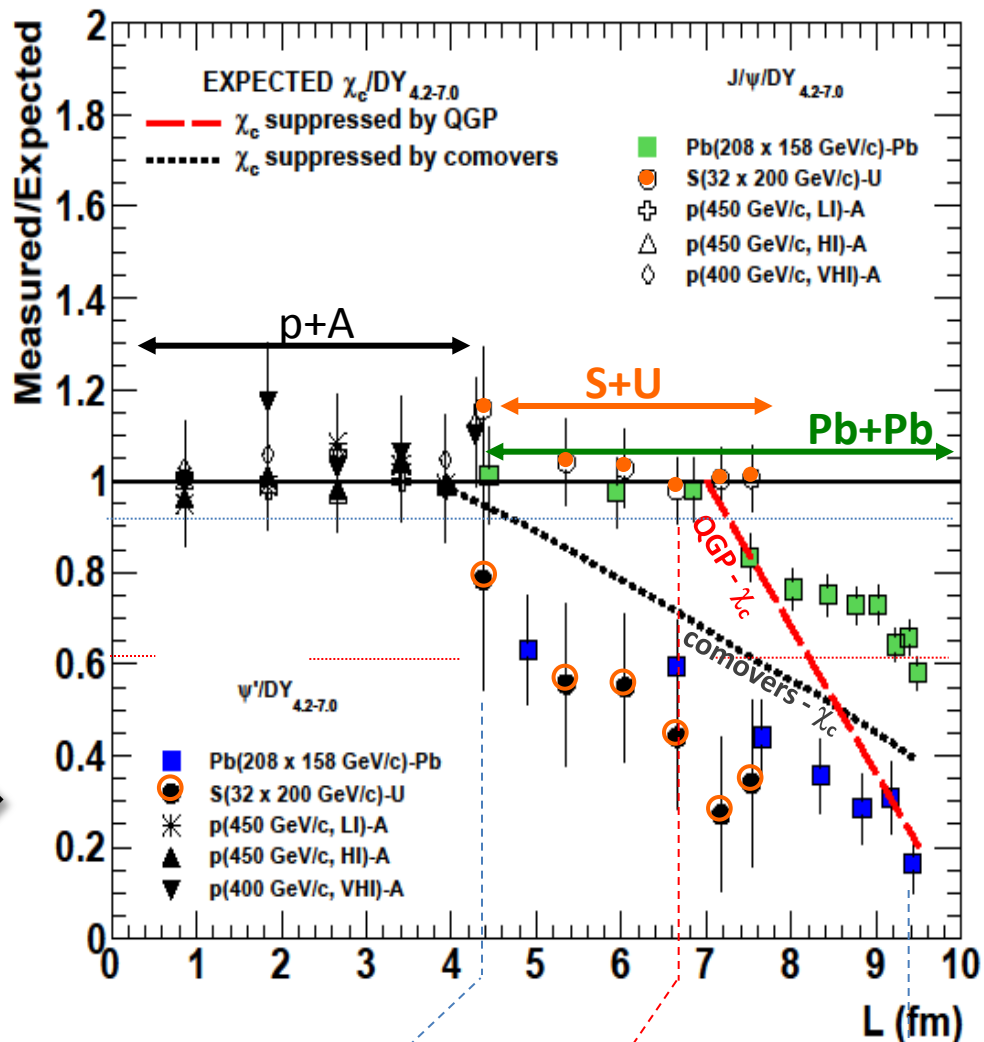 2
1.8
1.6
1.4
1.2
1
0.8
0.6
0.4
0.2
0
Measured/Expected
EXPECTED χc/DY4.2-7.0
χc suppressed by QGP
χc suppressed by comovers
J/ψ/DY4.2-7.0
Pb(208 x 158 GeV/c)-Pb
S(32 x 200 GeV/c)-U
p(450 GeV/c, LI)-A
p(450 GeV/c, HI)-A
p(400 GeV/c, VHI)-A
p+A
S+U
Pb+Pb
QGP - χc
comovers - χc
ψ'/DY4.2-7.0
Pb(208 x 158 GeV/c)-Pb
S(32 x 200 GeV/c)-U
p(450 GeV/c, LI)-A
p(450 GeV/c, HI)-A
p(400 GeV/c, VHI)-A
0 1 2 3 4 5 6 7 8 9 10
L (fm)